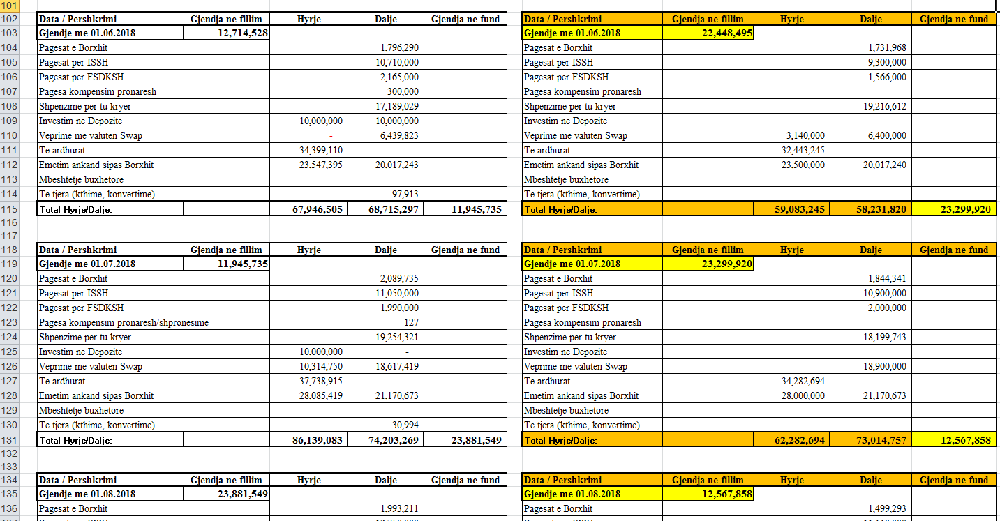 101
102 Data / Pershkrimi Gjendja ne fillim Hyrje Dalje Gjendja ne fund Data / Pershkrimi Gjendja ne fillim Hyrje Dalje Gjendja ne fund
103 Gjendje me 01.06.2018 12,714,528 Gjendje me 01.06.2018 22,448,495
104 Pagesat e Borxhit 1,796,290 Pagesat e Borxhit 1,731,968
105 Pagesat per ISSH 10,710,000 Pagesat per ISSH 9,300,000
106 Pagesat per FSDKSH 2,165,000 Pagesat per FSDKSH 1,566,000
107 Pagesa kompensim pronaresh 300,000 Pagesa kompensim pronaresh
108 Shpenzime per tu kryer 17,189,029 Shpenzime per tu kryer 19,216,612
109 Investim ne Depozite 10,000,000 10,000,000 Investim ne Depozite
110 Veprime me valuten Swap - 6,439,823 Veprime me valuten Swap 3,140,000 6,400,000
111 Te ardhurat 34,399,110 Te ardhurat 32,443,245
112 Emetim ankand sipas Borxhit 23,547,395 20,017,243 Emetim ankand sipas Borxhit 23,500,000 20,017,240
113 Mbeshtetje buxhetore Mbeshtetje buxhetore
114 Te tjera (kthime, konvertime) 97,913 Te tjera (kthime, konvertime)
115 Total Hyrje/Dalje: 67,946,505 68,715,297 11,945,735 Total Hyrje/Dalje: 59,083,245 58,231,820 23,299,920
116
117
118 Data / Pershkrimi Gjendja ne fillim Hyrje Dalje Gjendja ne fund Data / Pershkrimi Gjendja ne fillim Hyrje Dalje Gjendja ne fund
119 Gjendje me 01.07.2018 11,945,735 Gjendje me 01.07.2018 23,299,920
120 Pagesat e Borxhit 2,089,735 Pagesat e Borxhit 1,844,341
121 Pagesat per ISSH 11,050,000 Pagesat per ISSH 10,900,000
122 Pagesat per FSDKSH 1,990,000 Pagesat per FSDKSH 2,000,000
123 Pagesa kompensim pronaresh/shpronesime 127 Pagesa kompensim pronaresh
124 Shpenzime per tu kryer 19,254,321 Shpenzime per tu kryer 18,199,743
125 Investim ne Depozite 10,000,000 - Investim ne Depozite
126 Veprime me valuten Swap 10,314,750 18,617,419 Veprime me valuten Swap 18,900,000
127 Te ardhurat 37,738,915 Te ardhurat 34,282,694
128 Emetim ankand sipas Borxhit 28,085,419 21,170,673 Emetim ankand sipas Borxhit 28,000,000 21,170,673
129 Mbeshtetje buxhetore Mbeshtetje buxhetore
130 Te tjera (kthime, konvertime) 30,994 Te tjera (kthime, konvertime)
131 Total Hyrje/Dalje: 86,139,083 74,203,269 23,881,549 Total Hyrje/Dalje: 62,282,694 73,014,757 12,567,858
132
133
134 Data / Pershkrimi Gjendja ne fillim Hyrje Dalje Gjendja ne fund Data / Pershkrimi Gjendja ne fillim Hyrje Dalje Gjendja ne fund
135 Gjendje me 01.08.2018 23,881,549 Gjendje me 01.08.2018 12,567,858
136 Pagesat e Borxhit 1,993,211 Pagesat e Borxhit 1,499,293